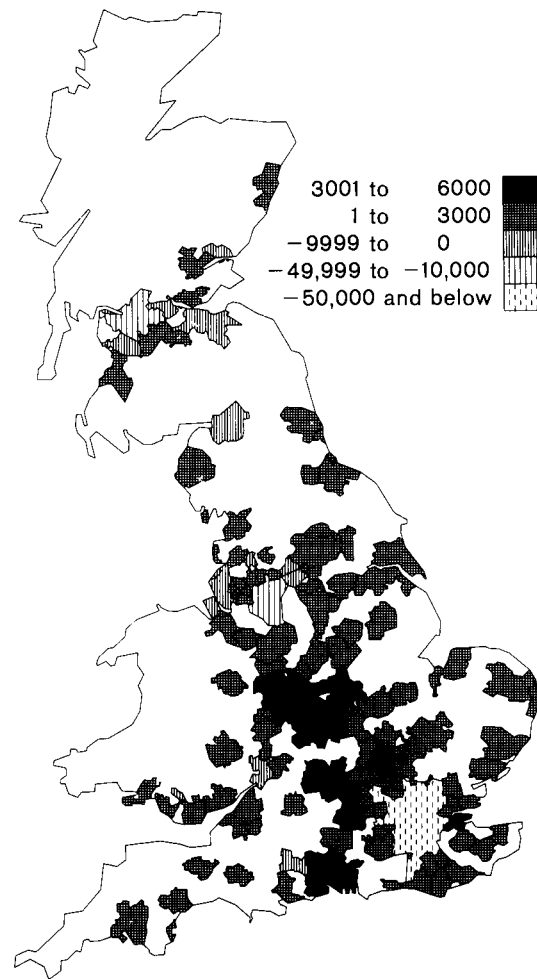 3001 to 6000
1 to 3000
−9999 to 0
−49,999 to −10,000
−50,000 and below